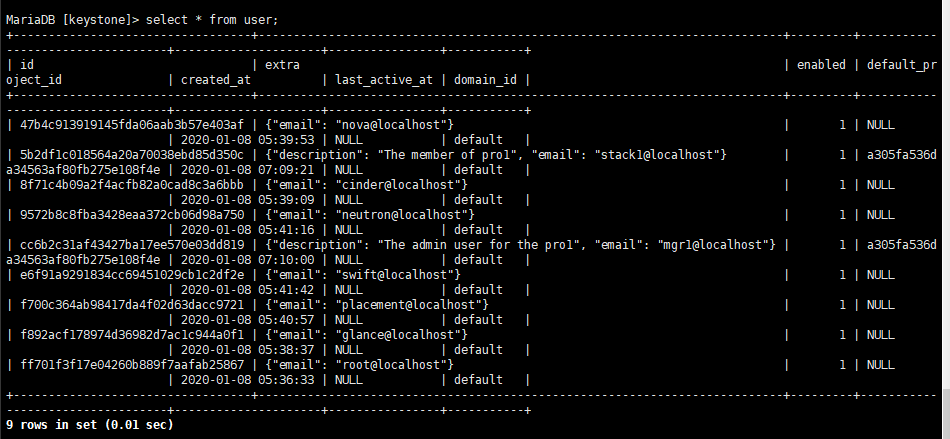 MariaDB [keystone]> select * from user;
+----------------------------------+---------------------------------------------------------------------------+---------+-----------
-----------------------+---------------------+----------------+-----------+
| id                               | extra                                                                     | enabled | default_pr
oject_id               | created_at          | last_active_at | domain_id |
+----------------------------------+---------------------------------------------------------------------------+---------+-----------
-----------------------+---------------------+----------------+-----------+
| 47b4c913919145fda06aab3b57e403af | {"email": "nova@localhost"}                                               |       1 | NULL
                       | 2020-01-08 05:39:53 | NULL           | default   |
| 5b2df1c018564a20a70038ebd85d350c | {"description": "The member of pro1", "email": "stack1@localhost"}        |       1 | a305fa536d
a34563af80fb275e108f4e | 2020-01-08 07:09:21 | NULL           | default   |
| 8f71c4b09a2f4acfb82a0cad8c3a6bbb | {"email": "cinder@localhost"}                                             |       1 | NULL
                       | 2020-01-08 05:39:09 | NULL           | default   |
| 9572b8c8fba3428eaa372cb06d98a750 | {"email": "neutron@localhost"}                                            |       1 | NULL
                       | 2020-01-08 05:41:16 | NULL           | default   |
| cc6b2c31af43427ba17ee570e03dd819 | {"description": "The admin user for the pro1", "email": "mgr1@localhost"} |       1 | a305fa536d
a34563af80fb275e108f4e | 2020-01-08 07:10:00 | NULL           | default   |
| e6f91a9291834cc69451029cb1c2df2e | {"email": "swift@localhost"}                                              |       1 | NULL
                       | 2020-01-08 05:41:42 | NULL           | default   |
| f700c364ab98417da4f02d63dacc9721 | {"email": "placement@localhost"}                                          |       1 | NULL
                       | 2020-01-08 05:40:57 | NULL           | default   |
| f892acf178974d36982d7ac1c944a0f1 | {"email": "glance@localhost"}                                             |       1 | NULL
                       | 2020-01-08 05:38:37 | NULL           | default   |
| ff701f3f17e04260b889f7aafab25867 | {"email": "root@localhost"}                                               |       1 | NULL
                       | 2020-01-08 05:36:33 | NULL           | default   |
+----------------------------------+---------------------------------------------------------------------------+---------+-----------
-----------------------+---------------------+----------------+-----------+
9 rows in set (0.01 sec)